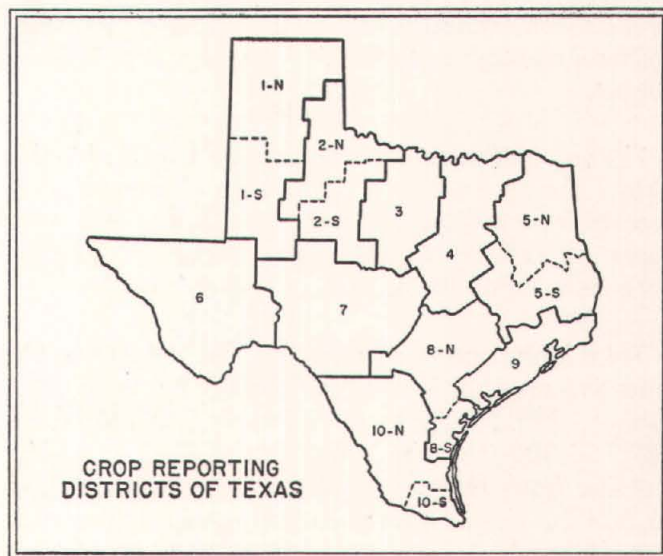 1-N
2-N
1-S
2-S
3
4
5-N
5-S
6
7
8-N
9
10-N
8-S
10-S
CROP REPORTING
DISTRICTS OF TEXAS